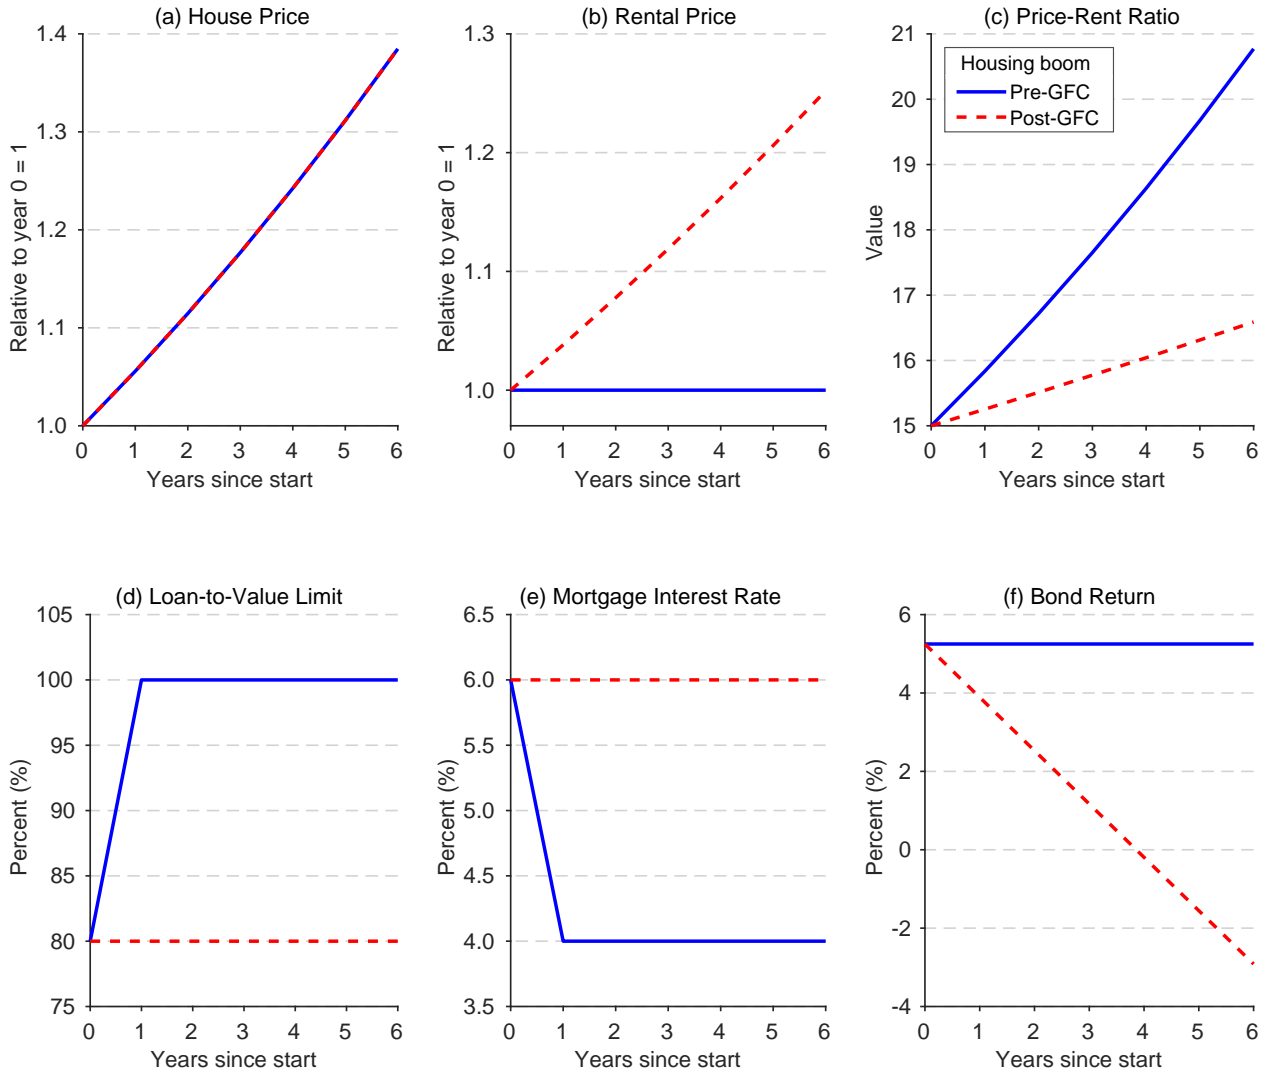 (a) House Price
1.4
1.3
1.2
1.1
1.0
Relative to year 0 = 1
0 1 2 3 4 5 6
Years since start
(b) Rental Price
1.3
1.2
1.1
1.0
Relative to year 0 = 1
0 1 2 3 4 5 6
Years since start
(c) Price-Rent Ratio
21
20
19
18
17
16
15
Value
Housing boom
Pre-GFC
Post-GFC
0 1 2 3 4 5 6
Years since start
(d) Loan-to-Value Limit
105
100
95
90
85
80
75
Percent (%)
0 1 2 3 4 5 6
Years since start
(e) Mortgage Interest Rate
6.5
6.0
5.5
5.0
4.5
4.0
3.5
Percent (%)
0 1 2 3 4 5 6
Years since start
(f) Bond Return
6
4
2
0
-2
-4
Percent (%)
0 1 2 3 4 5 6
Years since start